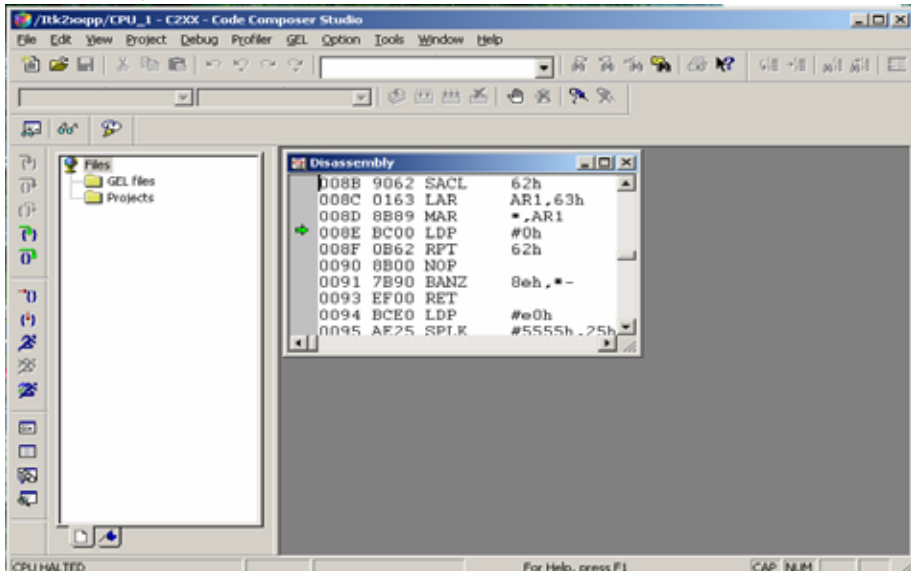 /Itk2xxpp/CPU_1 - C2XX - Code Composer Studio
File Edit View Project Debug Profiler GEL Option Tools Window Help
Files
GEL files
Projects
Disassembly
008B 9062 SACL 62h
008C 0163 LAR AR1,63h
008D 8B89 MAR *,AR1
008E BC00 LDP #0h
008F 0B62 RPT 62h
0090 8B00 NOP
0091 7B90 BANZ 8eh,*-
0093 EF00 RET
0094 BCE0 LDP #e0h
0095 AE25 SPLK #5555h,25h
CPU HALTED For Help, press F1 CAP NUM